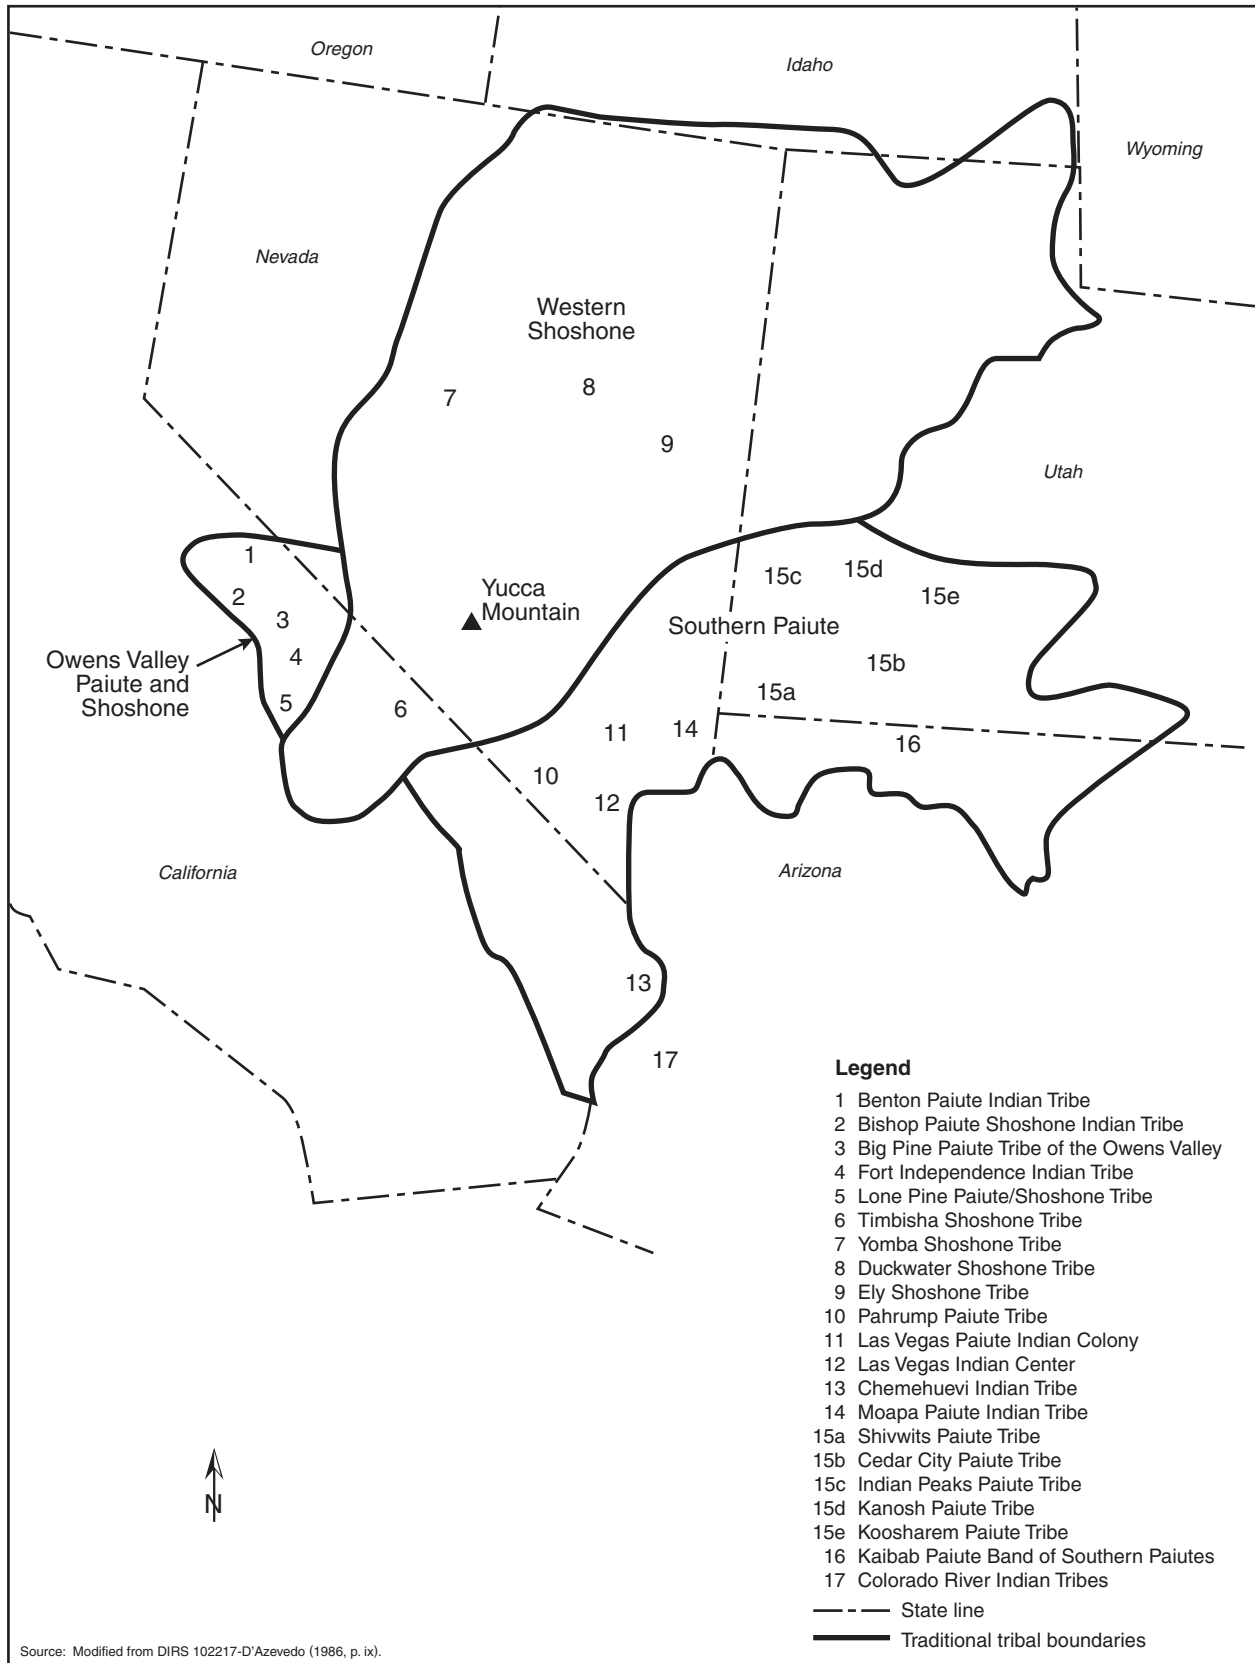 Oregon
Idaho
Wyoming
Nevada
Western
Shoshone
7
8
9
Utah
1
2
3
4
5
Owens Valley
Paiute and
Shoshone
Yucca
Mountain
6
15c
15d
15e
Southern Paiute
15b
15a
11
14
16
10
12
California
Arizona
13
17
Legend
1 Benton Paiute Indian Tribe
2 Bishop Paiute Shoshone Indian Tribe
3 Big Pine Paiute Tribe of the Owens Valley
4 Fort Independence Indian Tribe
5 Lone Pine Paiute/Shoshone Tribe
6 Timbisha Shoshone Tribe
7 Yomba Shoshone Tribe
8 Duckwater Shoshone Tribe
9 Ely Shoshone Tribe
10 Pahrump Paiute Tribe
11 Las Vegas Paiute Indian Colony
12 Las Vegas Indian Center
13 Chemehuevi Indian Tribe
14 Moapa Paiute Indian Tribe
15a Shivwits Paiute Tribe
15b Cedar City Paiute Tribe
15c Indian Peaks Paiute Tribe
15d Kanosh Paiute Tribe
15e Koosharem Paiute Tribe
16 Kaibab Paiute Band of Southern Paiutes
17 Colorado River Indian Tribes
State line
Traditional tribal boundaries
N
Source: Modified from DIRS 102217-D'Azevedo (1986, p. ix).